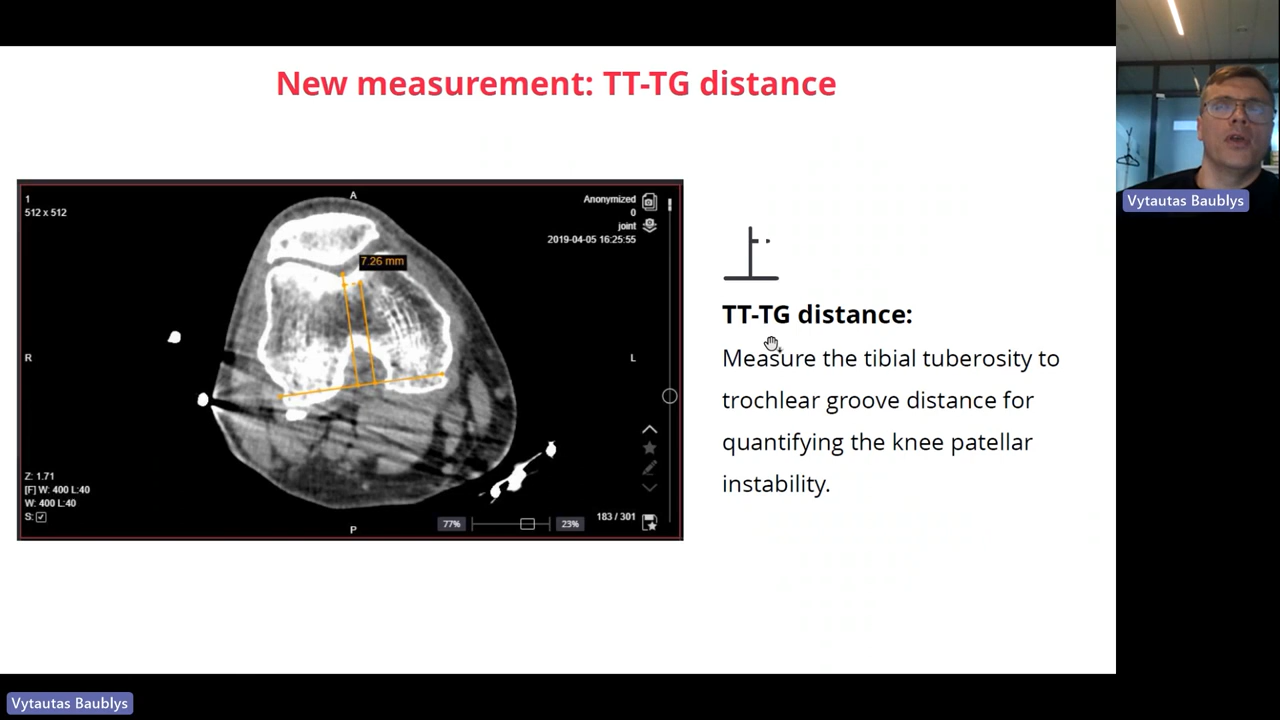 New measurement: TT-TG distance
Vytautas Baublys
1
512 x 512
A
Anonymized
0
joint
2019-04-05 16:25:55
7.26 mm
R
L
TT-TG distance:
Measure the tibial tuberosity to
trochlear groove distance for
quantifying the knee patellar
instability.
Z: 1.71
[F] W: 400 L:40
W: 400 L:40
S:
P
77%
23%
183 / 301
Vytautas Baublys